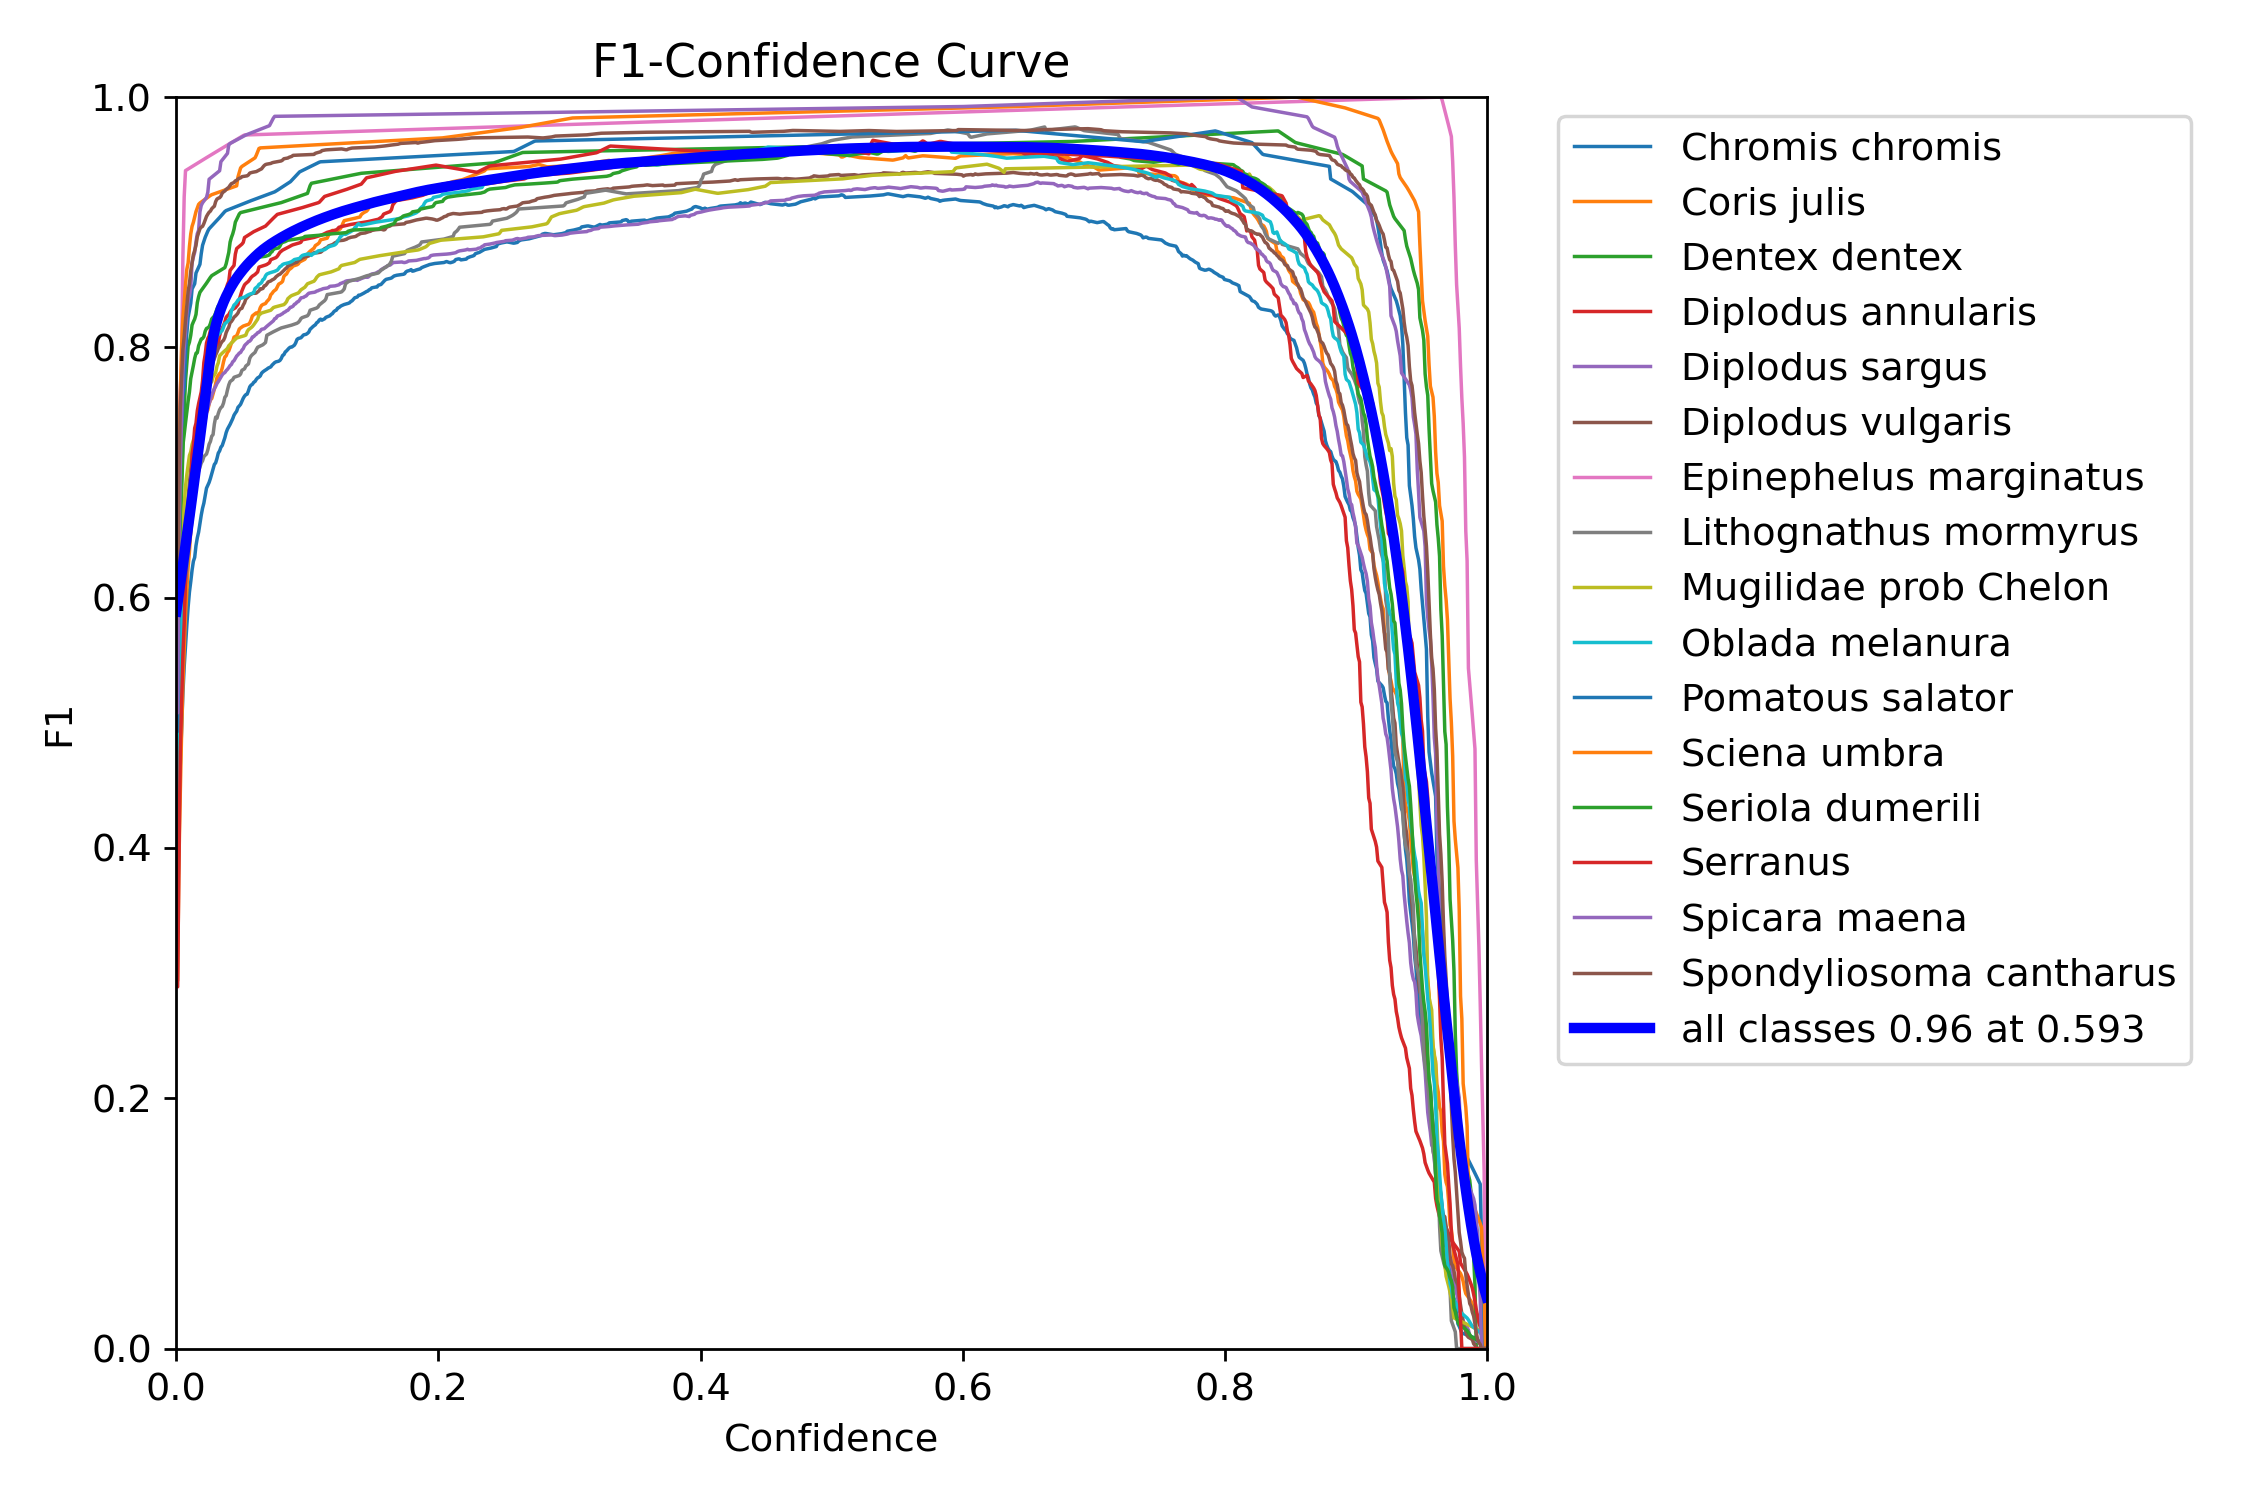 F1-Confidence Curve
1.0
0.8
0.6
0.4
0.2
0.0
F1
0.0 0.2 0.4 0.6 0.8 1.0
Confidence
Chromis chromis
Coris julis
Dentex dentex
Diplodus annularis
Diplodus sargus
Diplodus vulgaris
Epinephelus marginatus
Lithognathus mormyrus
Mugilidae prob Chelon
Oblada melanura
Pomatous salator
Sciena umbra
Seriola dumerili
Serranus
Spicara maena
Spondyliosoma cantharus
all classes 0.96 at 0.593